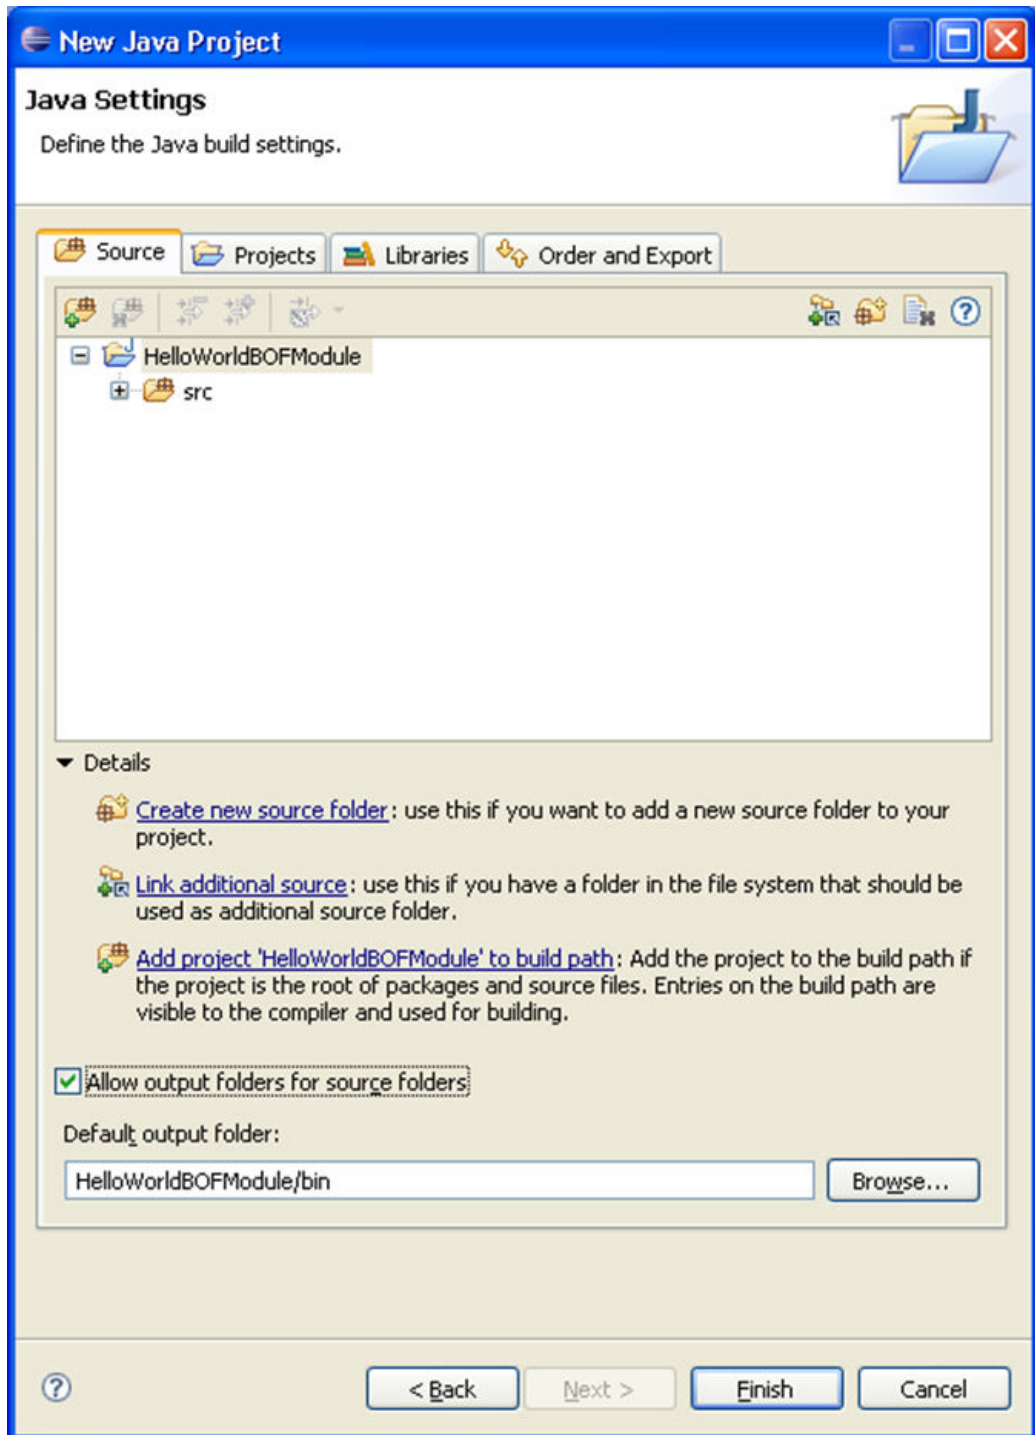 New Java Project
Java Settings
Define the Java build settings.
Source
Projects
Libraries
Order and Export
HelloWorldBOFModule
src
Details
Create new source folder: use this if you want to add a new source folder to your
project.
Link additional source: use this if you have a folder in the file system that should be
used as additional source folder.
Add project 'HelloWorldBOFModule' to build path: Add the project to the build path if
the project is the root of packages and source files. Entries on the build path are
visible to the compiler and used for building.
Allow output folders for source folders
Default output folder:
HelloWorldBOFModule/bin
Browse...
< Back
Next >
Finish
Cancel